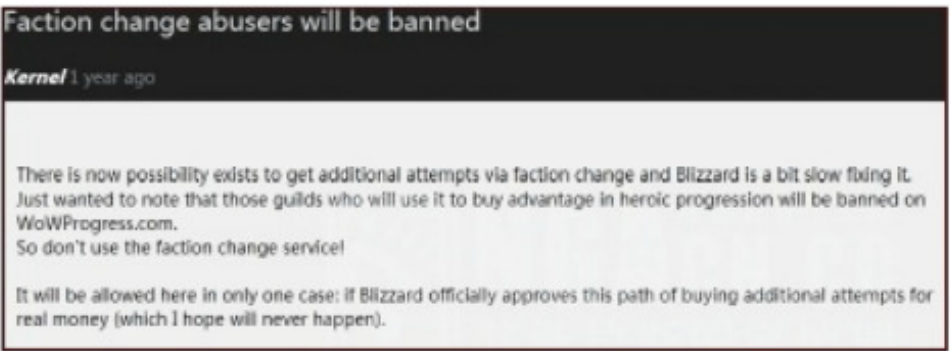 Faction change abusers will be banned
Kernel 1 year ago
There is now possibility exists to get additional attempts via faction change and Blizzard is a bit slow fixing it.
Just wanted to note that those guilds who will use it to buy advantage in heroic progression will be banned on
WoWProgress.com.
So don't use the faction change service!
It will be allowed here in only one case: if Blizzard officially approves this path of buying additional attempts for
real money (which I hope will never happen).